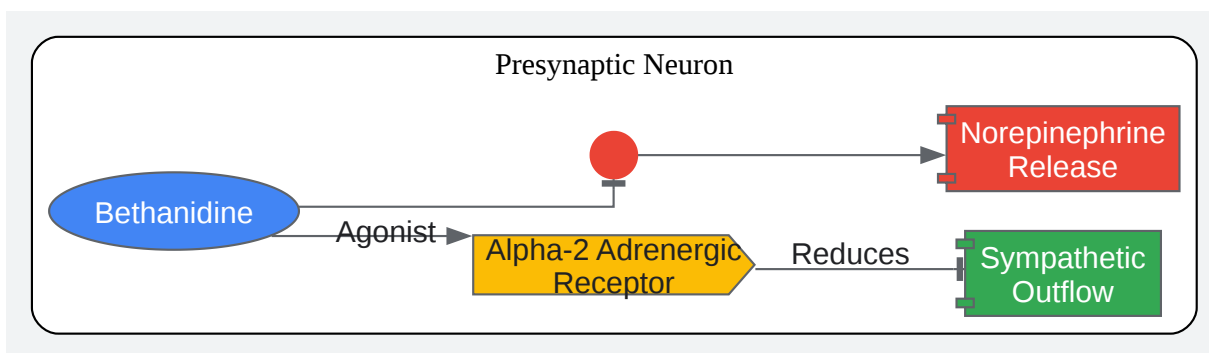 Presynaptic Neuron
Norepinephrine
Release
Bethanidine
Agonist
Alpha-2 Adrenergic
Receptor
Reduces
Sympathetic
Outflow